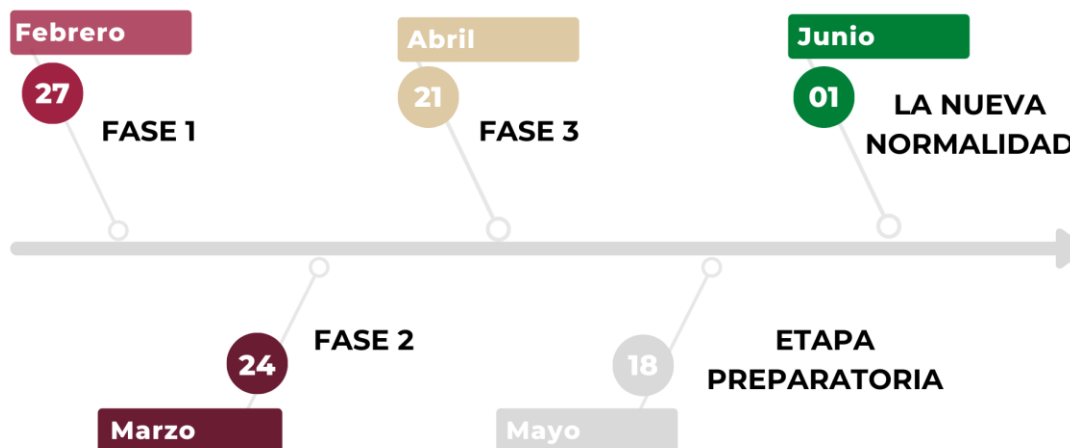 Febrero
27
FASE 1
Abril
21
FASE 3
Junio
01
LA NUEVA
NORMALIDAD
24
FASE 2
Marzo
18
ETAPA
PREPARATORIA
Mayo